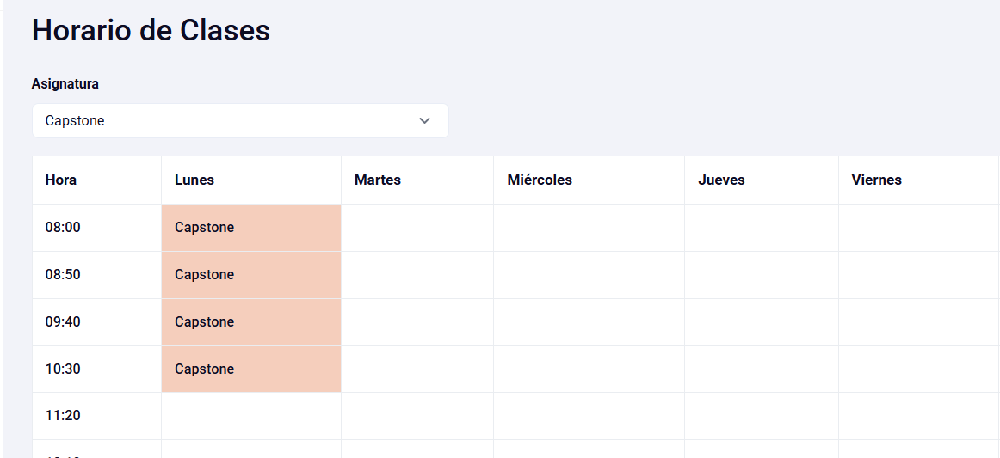 Horario de Clases
Asignatura
Capstone
Hora Lunes Martes Miércoles Jueves Viernes
08:00 Capstone
08:50 Capstone
09:40 Capstone
10:30 Capstone
11:20